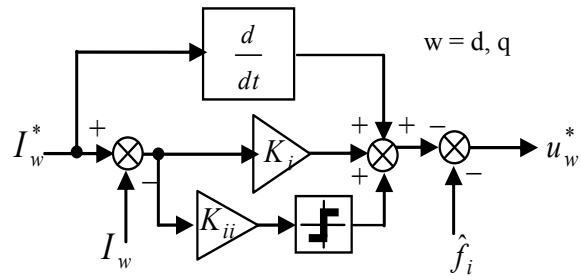 d
dt
w = d, q
+ +
I*w + Ki − u*w
− + −
Kii
Iw f̂i